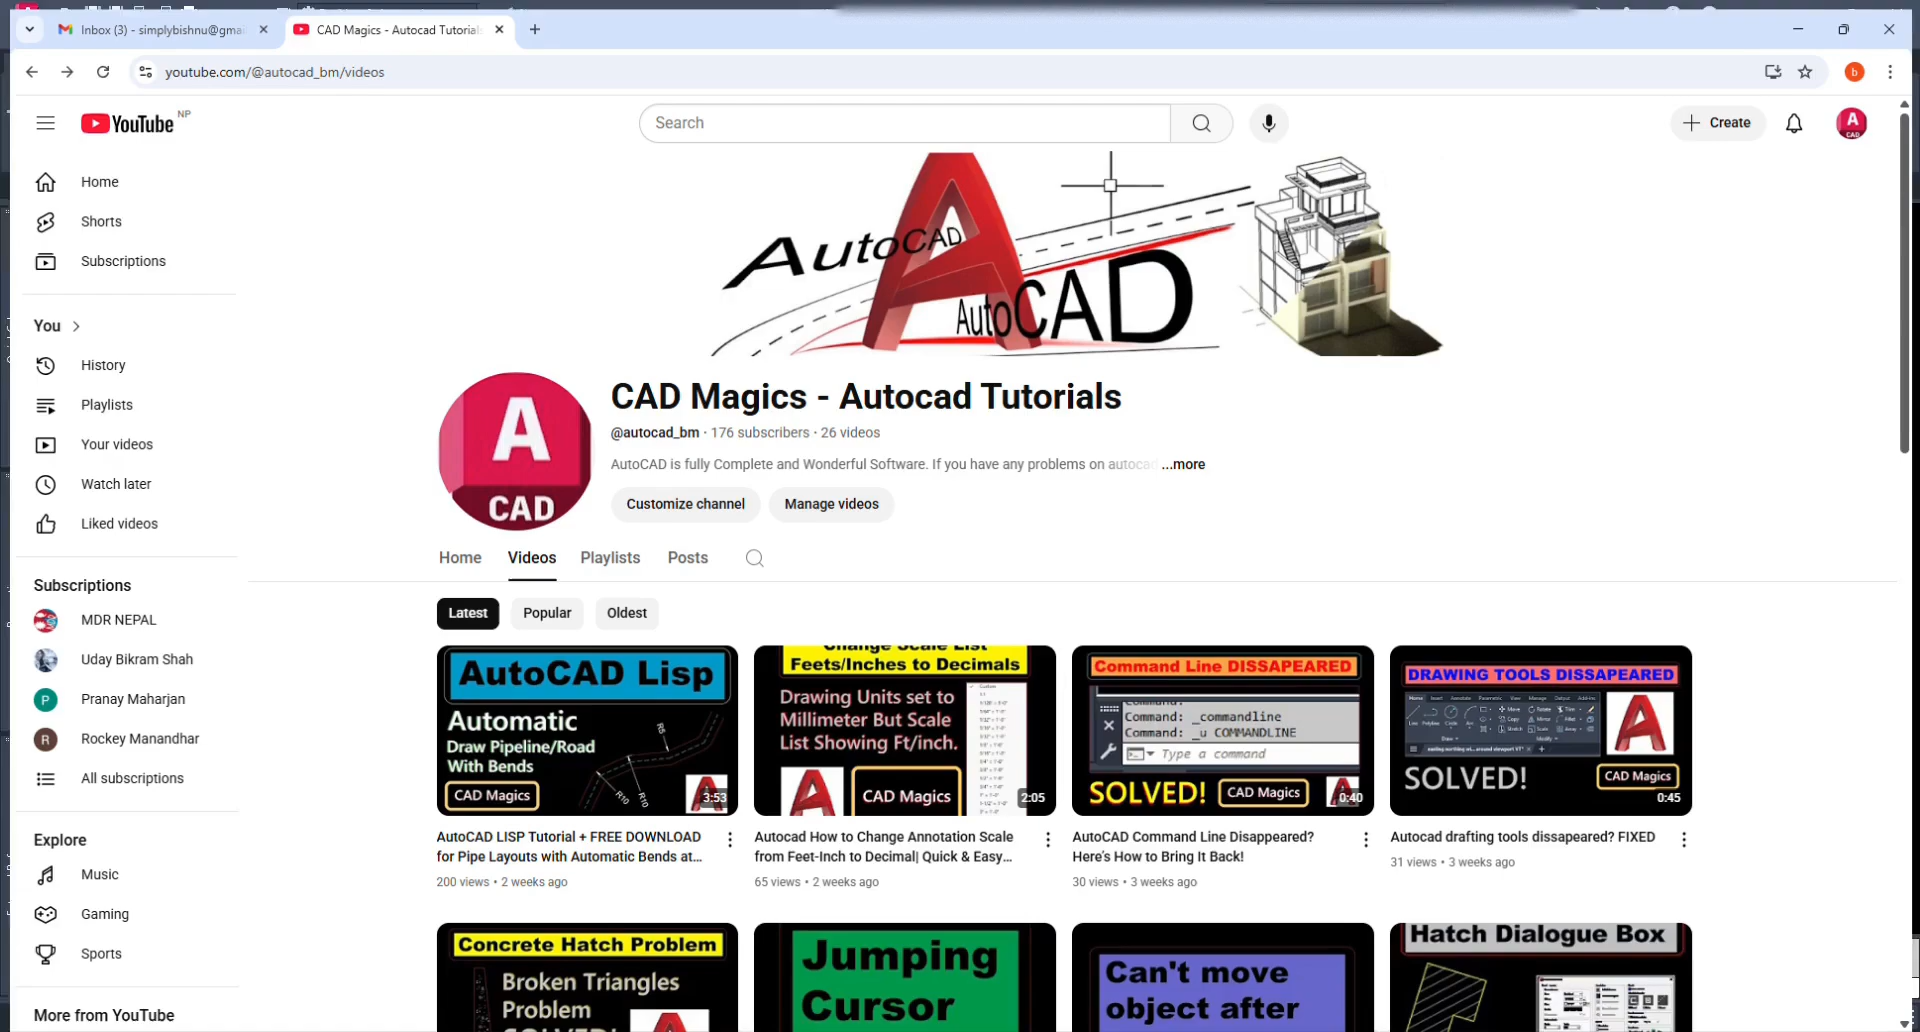 Inbox (3) - simplybishnu@gmai
CAD Magics - Autocad Tutorials
youtube.com/@autocad_bm/videos
b
YouTube NP
Search
Create
A
CAD
Home
Shorts
Subscriptions
You
History
Playlists
Your videos
Watch later
Liked videos
Subscriptions
MDR NEPAL
Uday Bikram Shah
P Pranay Maharjan
R Rockey Manandhar
All subscriptions
Explore
Music
Gaming
Sports
More from YouTube
AutoCAD
AutoCAD
A
CAD
CAD Magics - Autocad Tutorials
@autocad_bm · 176 subscribers · 26 videos
AutoCAD is fully Complete and Wonderful Software. If you have any problems on autocad ...more
Customize channel
Manage videos
Home
Videos
Playlists
Posts
Latest
Popular
Oldest
AutoCAD Lisp
Automatic
Draw Pipeline/Road
With Bends
CAD Magics
R5
R10
R10
3:53
AutoCAD LISP Tutorial + FREE DOWNLOAD
for Pipe Layouts with Automatic Bends at...
200 views • 2 weeks ago
Change Scale List
Feets/Inches to Decimals
Drawing Units set to
Millimeter But Scale
List Showing Ft/inch.
CAD Magics
2:05
Autocad How to Change Annotation Scale
from Feet-Inch to Decimal| Quick & Easy...
65 views • 2 weeks ago
Command Line DISSAPEARED
Command:
Command: _commandline
Command: _u COMMANDLINE
Type a command
SOLVED!
CAD Magics
0:40
AutoCAD Command Line Disappeared?
Here's How to Bring It Back!
30 views • 3 weeks ago
DRAWING TOOLS DISSAPEARED
SOLVED!
CAD Magics
0:45
Autocad drafting tools dissapeared? FIXED
31 views • 3 weeks ago
Concrete Hatch Problem
Broken Triangles
Problem
SOLVED!
Jumping
Cursor
Can't move
object after
Hatch Dialogue Box